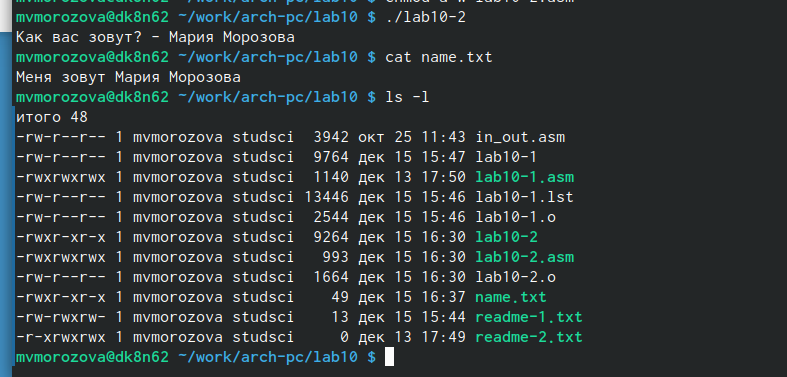 mvmorozova@dk8n62 ~/work/arch-pc/lab10 $ ./lab10-2
Как вас зовут? - Мария Морозова
mvmorozova@dk8n62 ~/work/arch-pc/lab10 $ cat name.txt
Меня зовут Мария Морозова
mvmorozova@dk8n62 ~/work/arch-pc/lab10 $ ls -l
итого 48
-rw-r--r-- 1 mvmorozova studsci  3942 окт 25 11:43 in_out.asm
-rw-r--r-- 1 mvmorozova studsci  9764 дек 15 15:47 lab10-1
-rwxrwxrwx 1 mvmorozova studsci  1140 дек 13 17:50 lab10-1.asm
-rw-r--r-- 1 mvmorozova studsci 13446 дек 15 15:46 lab10-1.lst
-rw-r--r-- 1 mvmorozova studsci  2544 дек 15 15:46 lab10-1.o
-rwxr-xr-x 1 mvmorozova studsci  9264 дек 15 16:30 lab10-2
-rwxrwxrwx 1 mvmorozova studsci   993 дек 15 16:30 lab10-2.asm
-rw-r--r-- 1 mvmorozova studsci  1664 дек 15 16:30 lab10-2.o
-rwxr-xr-x 1 mvmorozova studsci    49 дек 15 16:37 name.txt
-rw-rwxrw- 1 mvmorozova studsci    13 дек 15 15:44 readme-1.txt
-r-xrwxrwx 1 mvmorozova studsci     0 дек 13 17:49 readme-2.txt
mvmorozova@dk8n62 ~/work/arch-pc/lab10 $